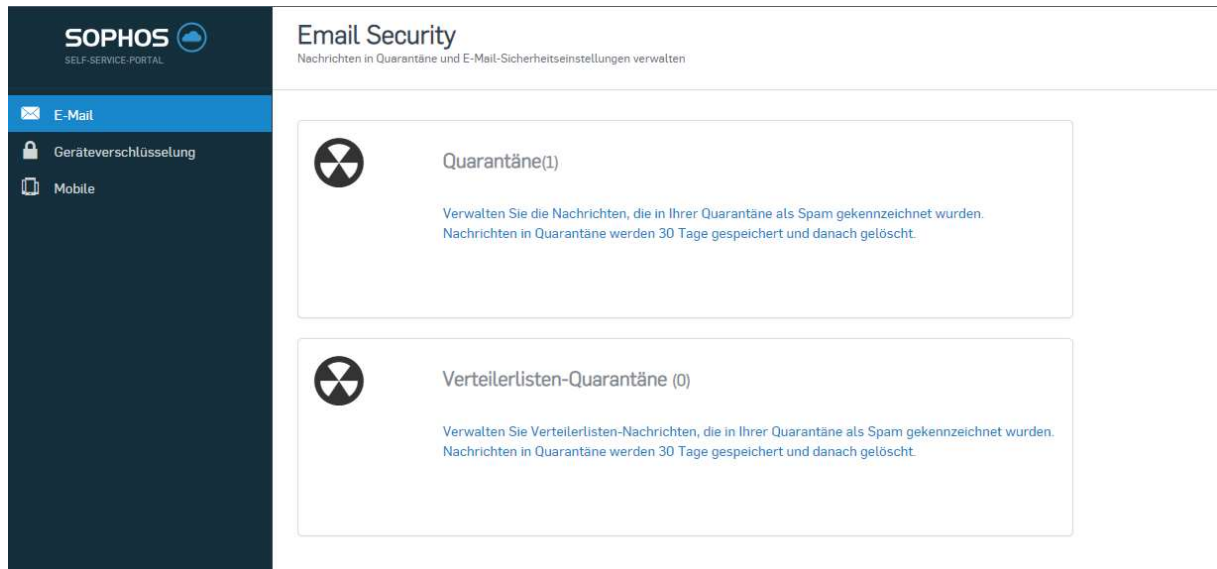 SOPHOS
SELF-SERVICE-PORTAL
E-Mail
Geräteverschlüsselung
Mobile
Email Security
Nachrichten in Quarantäne und E-Mail-Sicherheitseinstellungen verwalten
Quarantäne(1)
Verwalten Sie die Nachrichten, die in Ihrer Quarantäne als Spam gekennzeichnet wurden.
Nachrichten in Quarantäne werden 30 Tage gespeichert und danach gelöscht.
Verteilerlisten-Quarantäne (0)
Verwalten Sie Verteilerlisten-Nachrichten, die in Ihrer Quarantäne als Spam gekennzeichnet wurden.
Nachrichten in Quarantäne werden 30 Tage gespeichert und danach gelöscht.